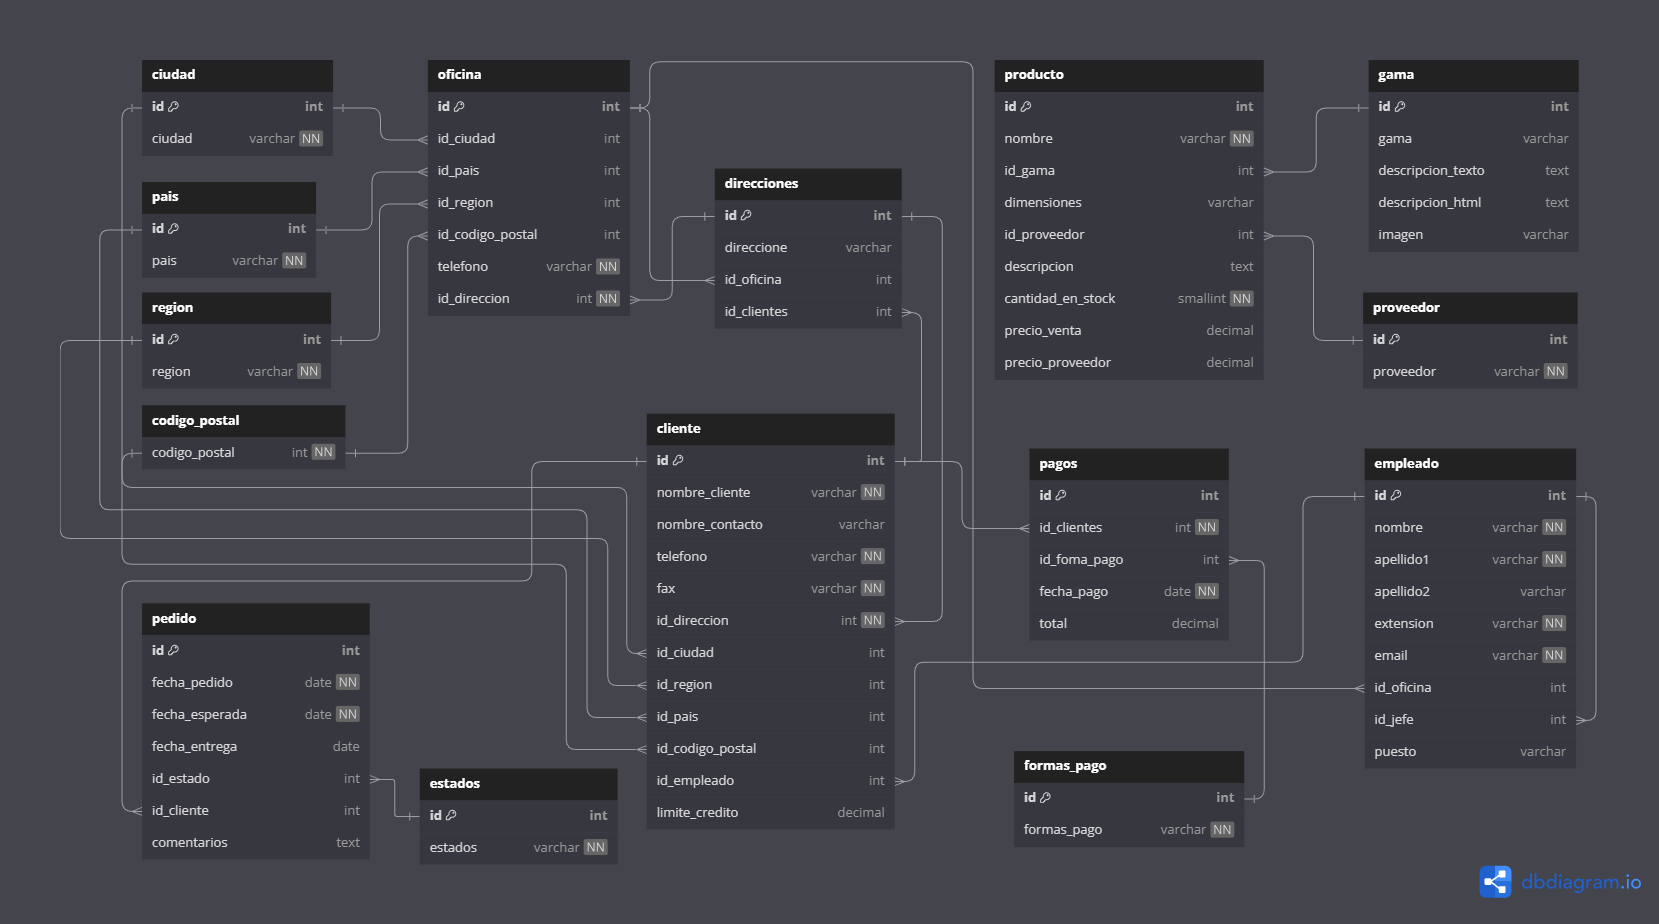 ciudad
id int
ciudad varchar NN
pais
id int
pais varchar NN
region
id int
region varchar NN
codigo_postal
codigo_postal int NN
oficina
id int
id_ciudad int
id_pais int
id_region int
id_codigo_postal int
telefono varchar NN
id_direccion int NN
direcciones
id int
direccione varchar
id_oficina int
id_clientes int
producto
id int
nombre varchar NN
id_gama int
dimensiones varchar
id_proveedor int
descripcion text
cantidad_en_stock smallint NN
precio_venta decimal
precio_proveedor decimal
gama
id int
gama varchar
descripcion_texto text
descripcion_html text
imagen varchar
proveedor
id int
proveedor varchar NN
cliente
id int
nombre_cliente varchar NN
nombre_contacto varchar
telefono varchar NN
fax varchar NN
id_direccion int NN
id_ciudad int
id_region int
id_pais int
id_codigo_postal int
id_empleado int
limite_credito decimal
pagos
id int
id_clientes int NN
id_foma_pago int
fecha_pago date NN
total decimal
empleado
id int
nombre varchar NN
apellido1 varchar NN
apellido2 varchar
extension varchar NN
email varchar NN
id_oficina int
id_jefe int
puesto varchar
pedido
id int
fecha_pedido date NN
fecha_esperada date NN
fecha_entrega date
id_estado int
id_cliente int
comentarios text
estados
id int
estados varchar NN
formas_pago
id int
formas_pago varchar NN
dbdiagram.io